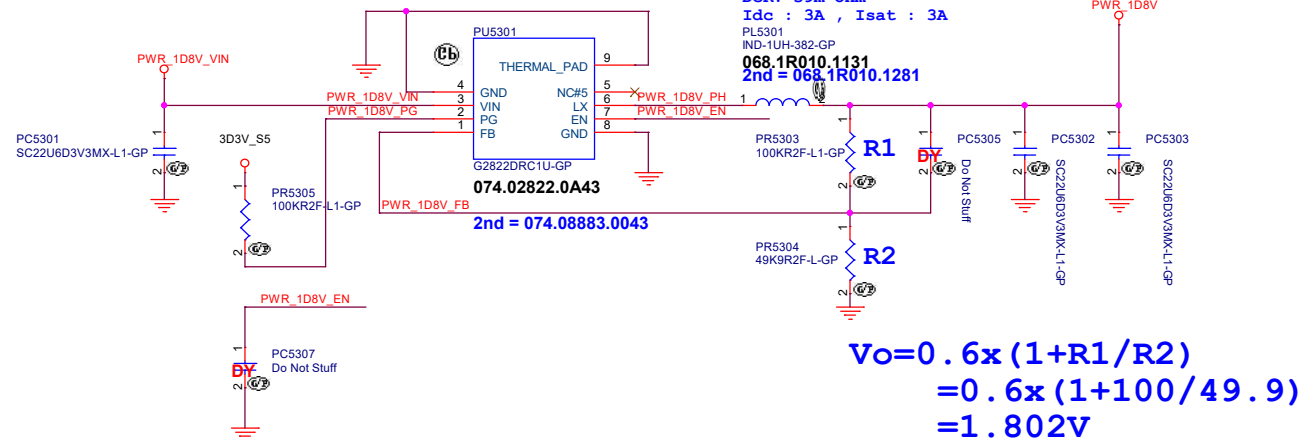 Idc : 3A , Isat : 3A
PL5301
IND-1UH-382-GP
068.1R010.1131
2nd = 068.1R010.1281
PWR_1D8V
PU5301
THERMAL_PAD 9
4 GND NC#5 5
3 VIN LX 6
2 PG EN 7
1 FB GND 8
G2822DRC1U-GP
074.02822.0A43
2nd = 074.08883.0043
PWR_1D8V_VIN
PWR_1D8V_VIN
PWR_1D8V_PG
PWR_1D8V_PH
PWR_1D8V_EN
1 2
PC5301
SC22U6D3V3MX-L1-GP
1
2
3D3V_S5
1
PR5305
100KR2F-L1-GP
2
PWR_1D8V_FB
PR5303
100KR2F-L1-GP
1
R1
2
PR5304
49K9R2F-L-GP
1
R2
2
PC5305
Do Not Stuff
1
DY
2
PC5302
SC22U6D3V3MX-L1-GP
1
2
PC5303
SC22U6D3V3MX-L1-GP
1
2
PWR_1D8V_EN
1
PC5307
Do Not Stuff
DY
2
Vo=0.6x(1+R1/R2)
=0.6x(1+100/49.9)
=1.802V